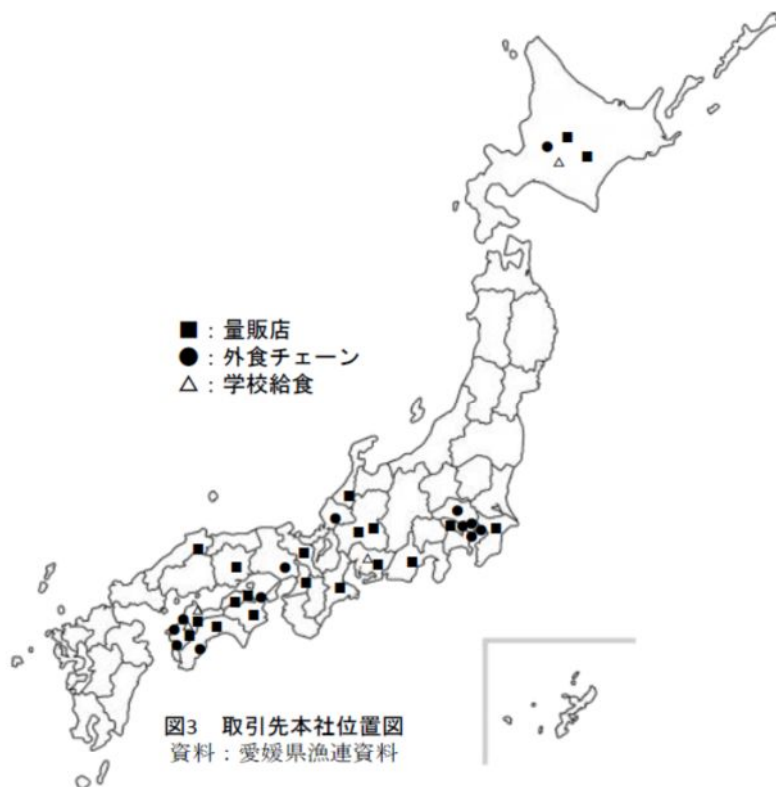 ■：量販店
●：外食チェーン
△：学校給食
図3　取引先本社位置図
資料：愛媛県漁連資料